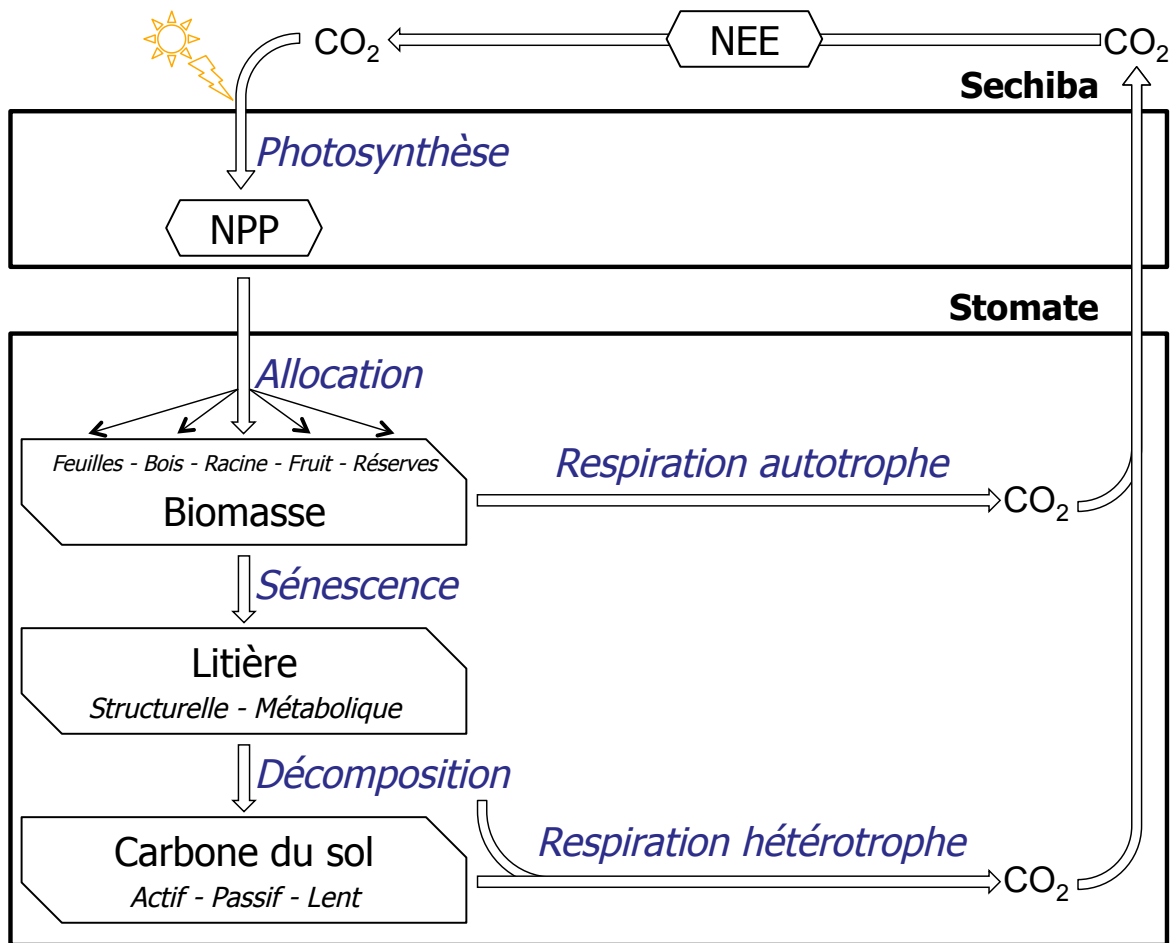 CO₂
NEE
CO₂
Sechiba
Photosynthèse
NPP
Stomate
Allocation
Feuilles - Bois - Racine - Fruit - Réserves
Biomasse
Respiration autotrophe
CO₂
Sénescence
Litière
Structurelle - Métabolique
Décomposition
Carbone du sol
Actif - Passif - Lent
Respiration hétérotrophe
CO₂